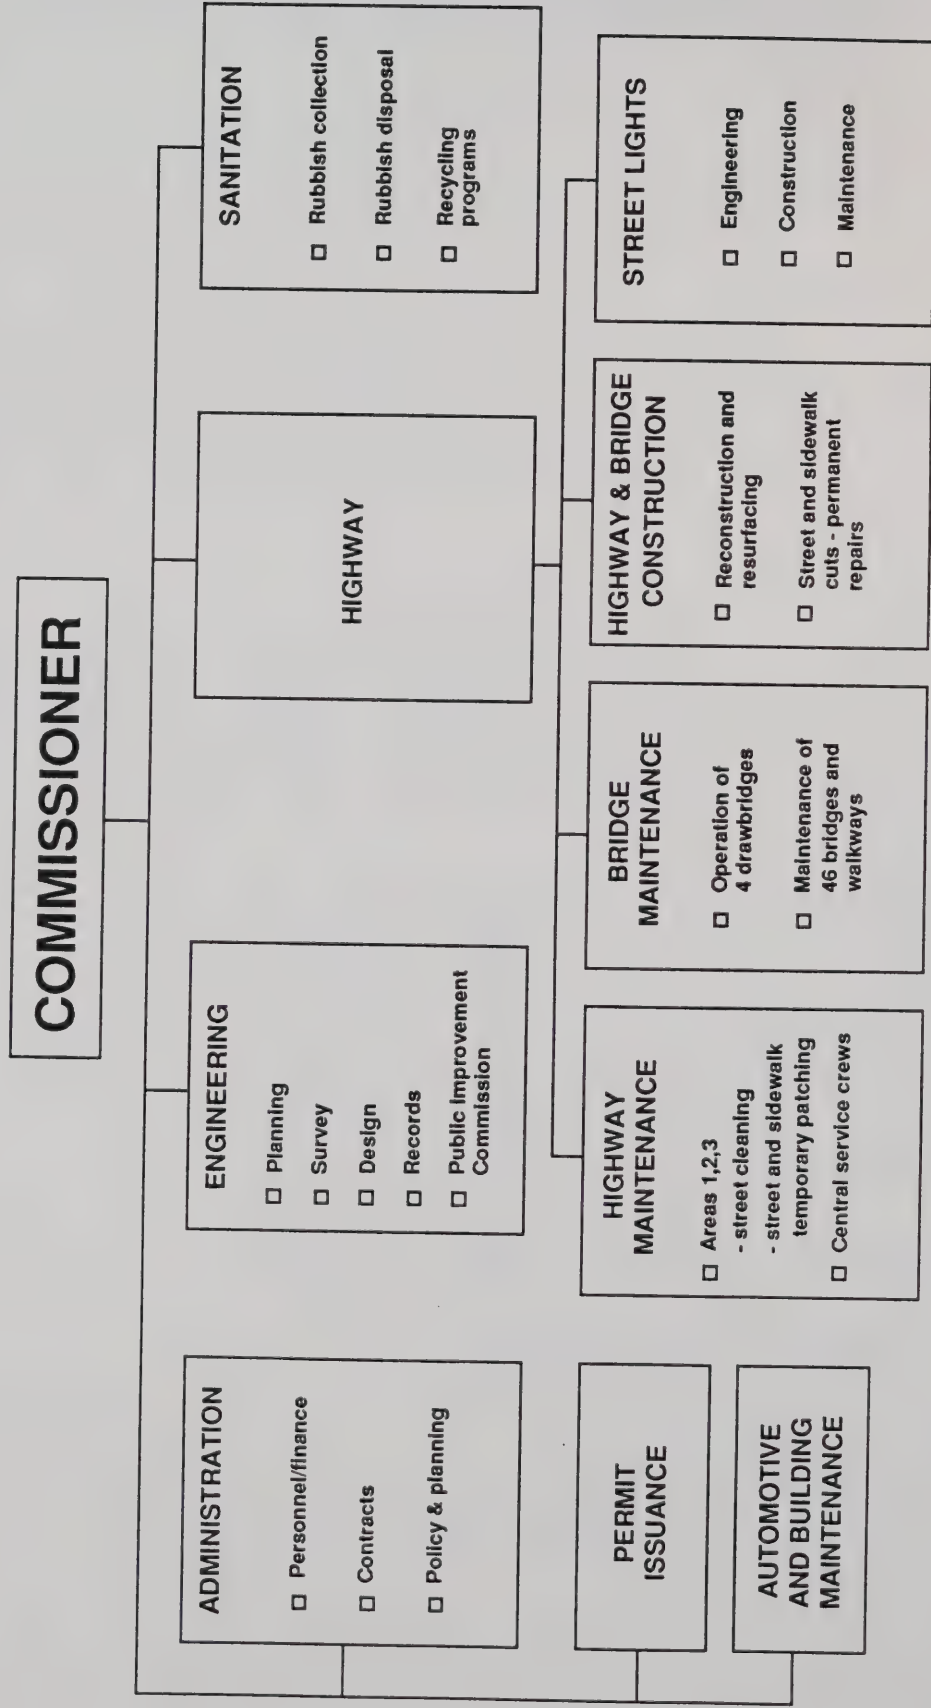 COMMISSIONER
ADMINISTRATION
☐ Personnel/finance
☐ Contracts
☐ Policy & planning
PERMIT
ISSUANCE
AUTOMOTIVE
AND BUILDING
MAINTENANCE
ENGINEERING
☐ Planning
☐ Survey
☐ Design
☐ Records
☐ Public Improvement
Commission
HIGHWAY
SANITATION
☐ Rubbish collection
☐ Rubbish disposal
☐ Recycling
programs
HIGHWAY
MAINTENANCE
☐ Areas 1,2,3
- street cleaning
- street and sidewalk
temporary patching
☐ Central service crews
BRIDGE
MAINTENANCE
☐ Operation of
4 drawbridges
☐ Maintenance of
46 bridges and
walkways
HIGHWAY & BRIDGE
CONSTRUCTION
☐ Reconstruction and
resurfacing
☐ Street and sidewalk
cuts - permanent
repairs
STREET LIGHTS
☐ Engineering
☐ Construction
☐ Maintenance